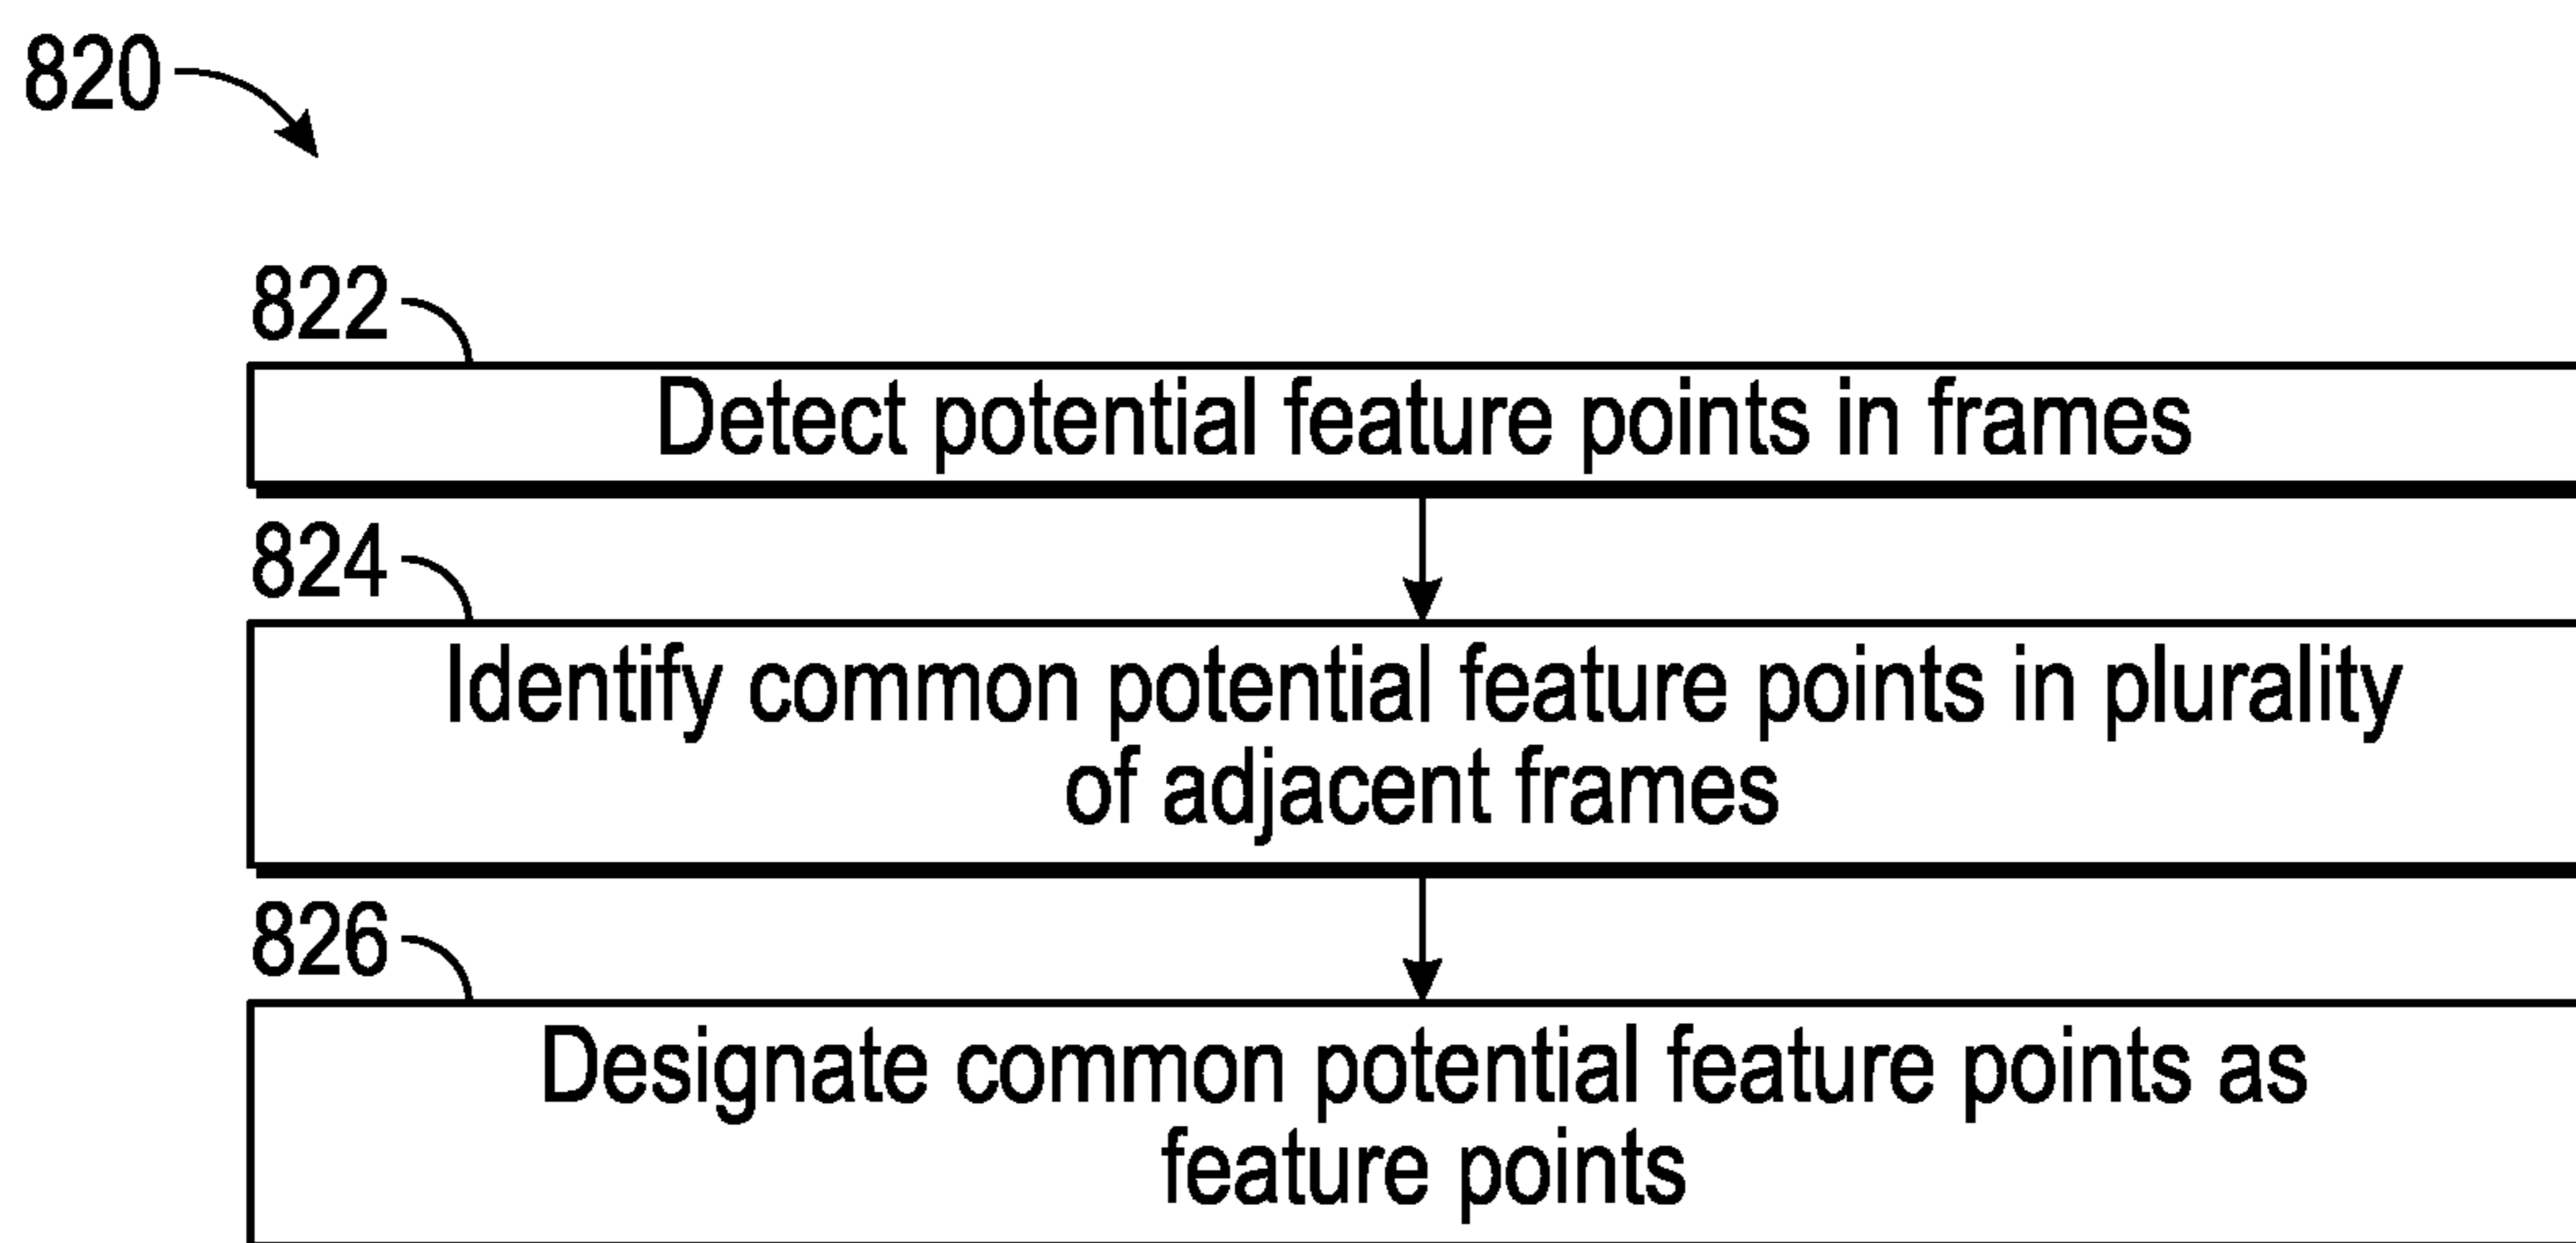 820
822
Detect potential feature points in frames
824
Identify common potential feature points in plurality
of adjacent frames
826
Designate common potential feature points as
feature points